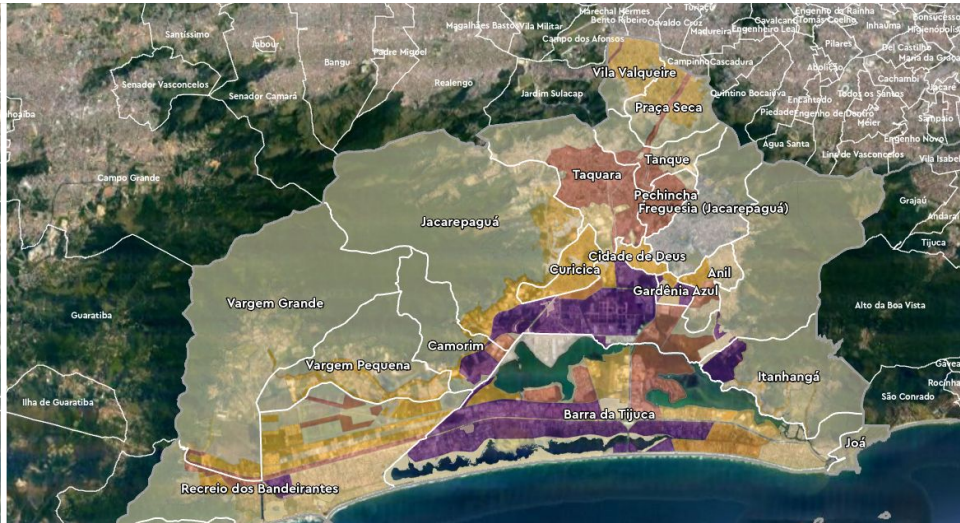 Marechal Hermes
Bento Ribeiro
Osvaldo Cruz
Turiaçu
Engenho da Rainha
Bonsucesso
Magalhães Bastos
Vila Militar
Cavalcanti
Tomás Coelho
Inhaúma
Higienópolis
Santíssimo
Campo dos Afonsos
Madureira
Engenheiro Leal
Jabour
Padre Miguel
Pilares
Del Castilho
Maria da Graça
Bangu
Campinho
Cascadura
Abolição
Vila Valqueire
Cachambi
Senador Vasconcelos
Realengo
Jacaré
Senador Camará
Jardim Sulacap
Quintino Bocaiúva
Todos os Santos
Encantado
Praça Seca
Piedade
Engenho de Dentro
Sampaio
Méier
Engenho Novo
Água Santa
Lins de Vasconcelos
Vila Isabel
Tanque
Taquara
Campo Grande
Pechincha
Grajaú
Freguesia (Jacarepaguá)
Andaraí
Jacarepaguá
Tijuca
Cidade de Deus
Curicica
Anil
Gardênia Azul
Vargem Grande
Alto da Boa Vista
Guaratiba
Camorim
Vargem Pequena
Gávea
Itanhangá
Rocinha
Ilha de Guaratiba
São Conrado
Barra da Tijuca
Joá
Recreio dos Bandeirantes